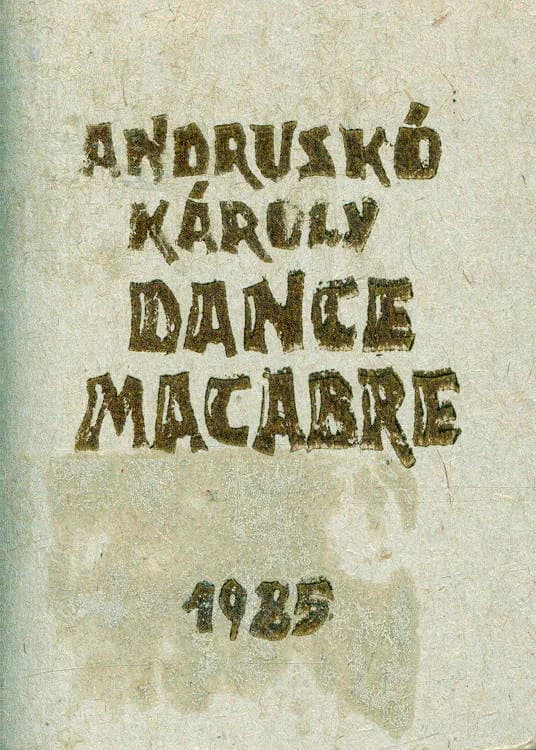 ANDRUSKÓ
KÁROLY
DANCE
MACABRE
1985